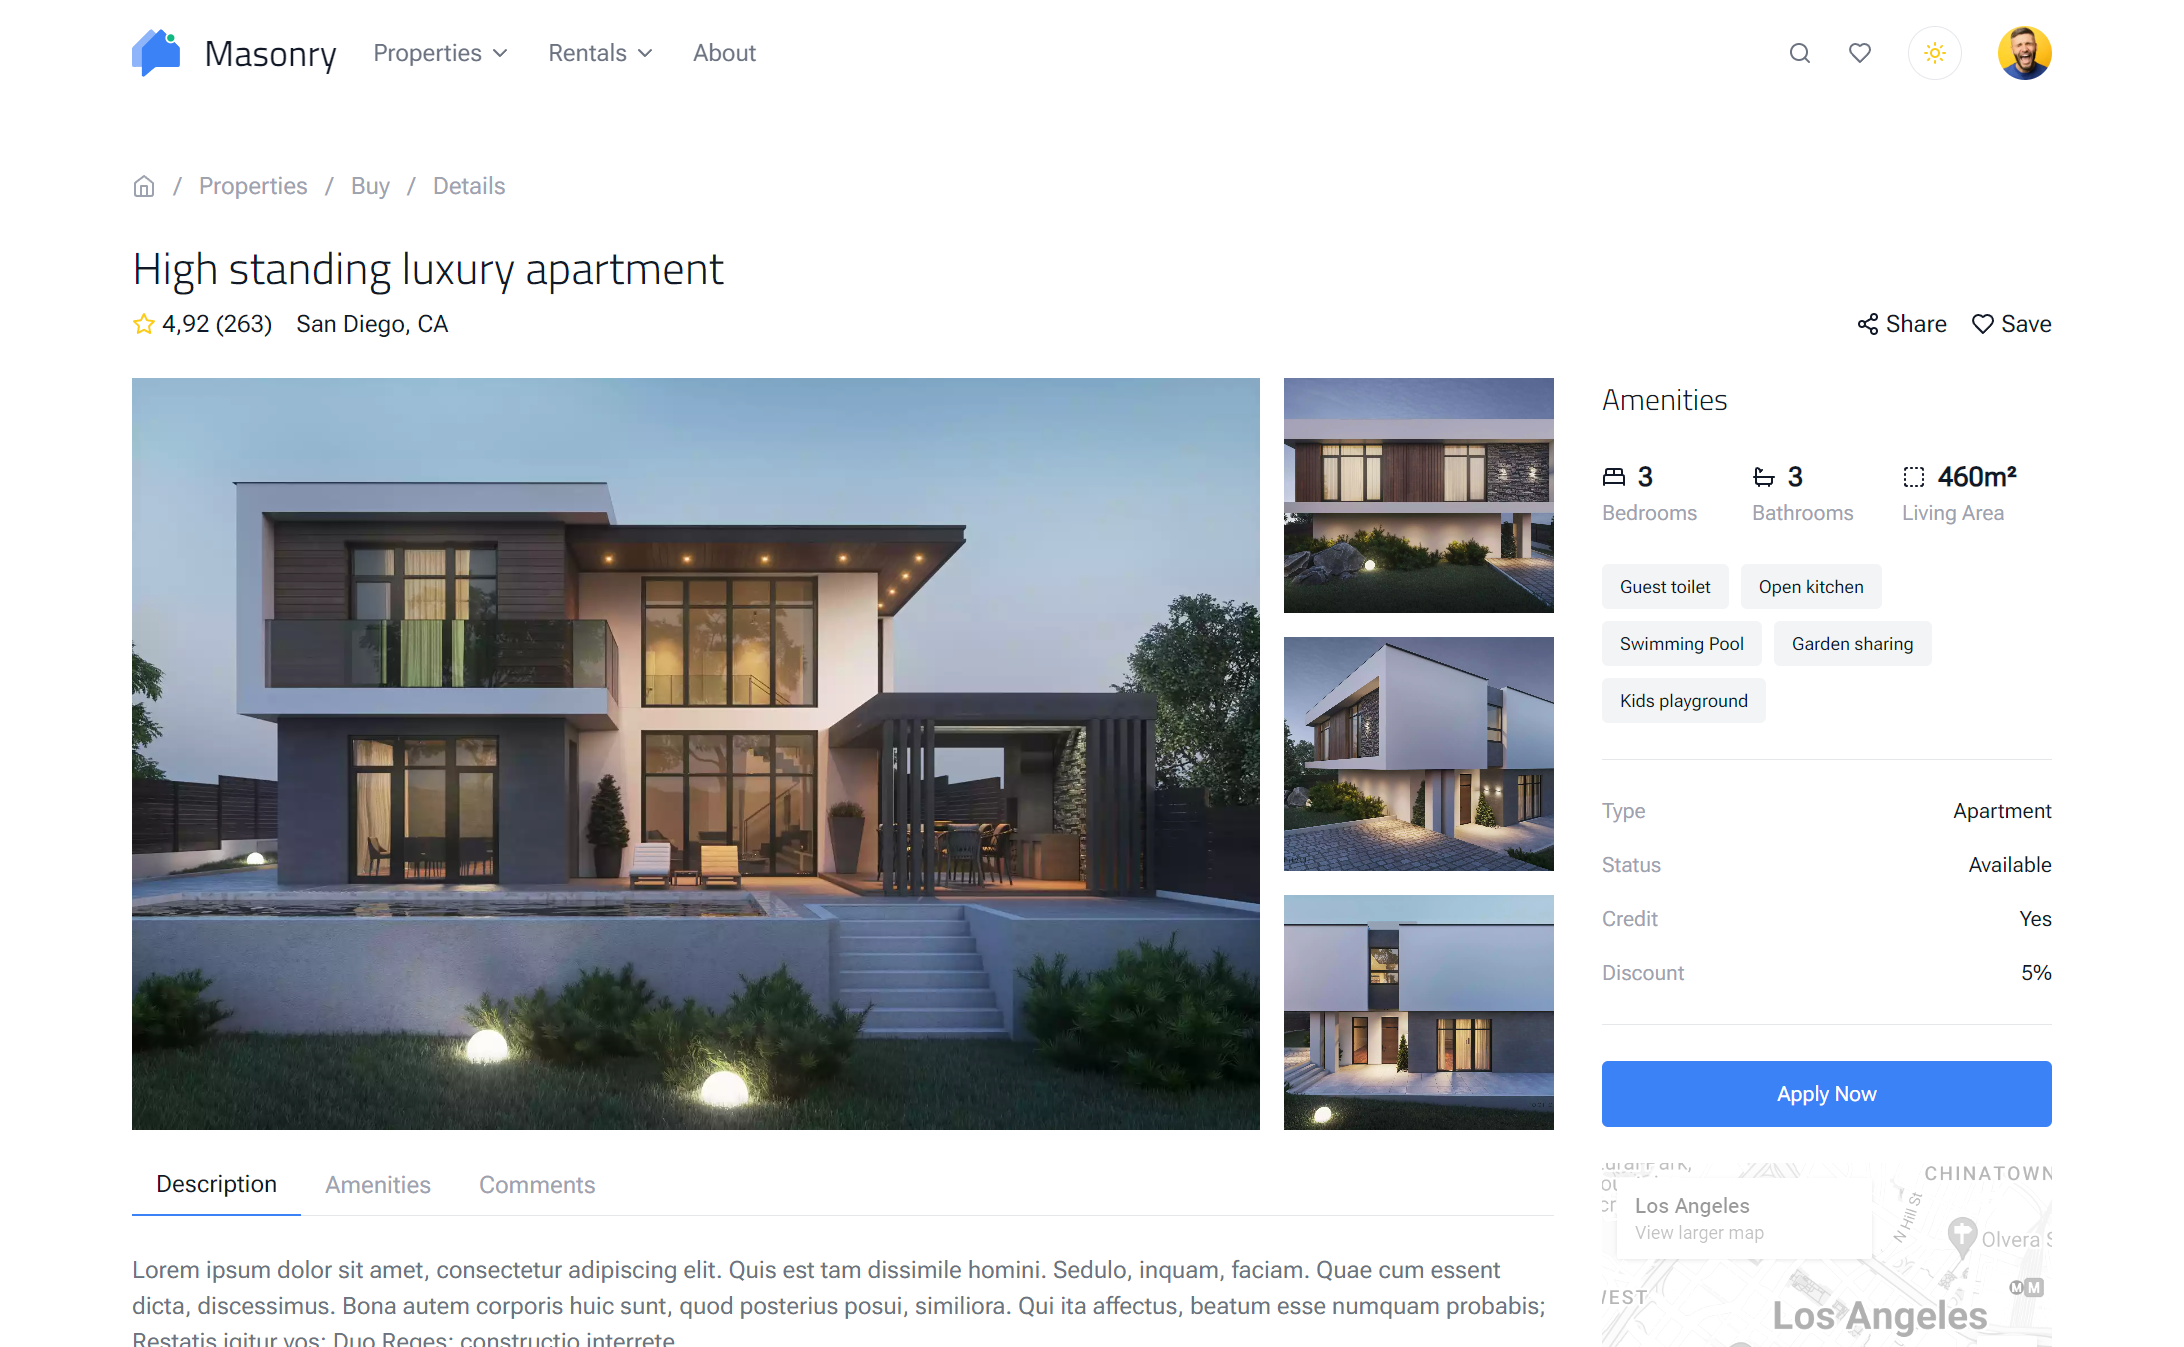 Masonry Properties Rentals About
/ Properties / Buy / Details
High standing luxury apartment
4,92 (263) San Diego, CA
Share Save
Amenities
3 3 460m²
Bedrooms Bathrooms Living Area
Guest toilet Open kitchen
Swimming Pool Garden sharing
Kids playground
Type Apartment
Status Available
Credit Yes
Discount 5%
Apply Now
Description Amenities Comments
Lorem ipsum dolor sit amet, consectetur adipiscing elit. Quis est tam dissimile homini. Sedulo, inquam, faciam. Quae cum essent
dicta, discessimus. Bona autem corporis huic sunt, quod posterius posui, similiora. Qui ita affectus, beatum esse numquam probabis;
Restatis igitur vos; Duo Reges: constructio interrete.
CHINATOWN
Los Angeles
View larger map
N Hill St
Olvera S
M M
Los Angeles